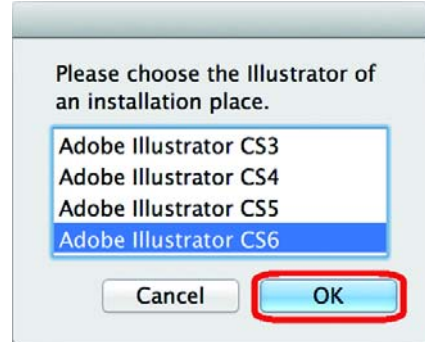 Please choose the Illustrator of
an installation place.
Adobe Illustrator CS3
Adobe Illustrator CS4
Adobe Illustrator CS5
Adobe Illustrator CS6
Cancel OK